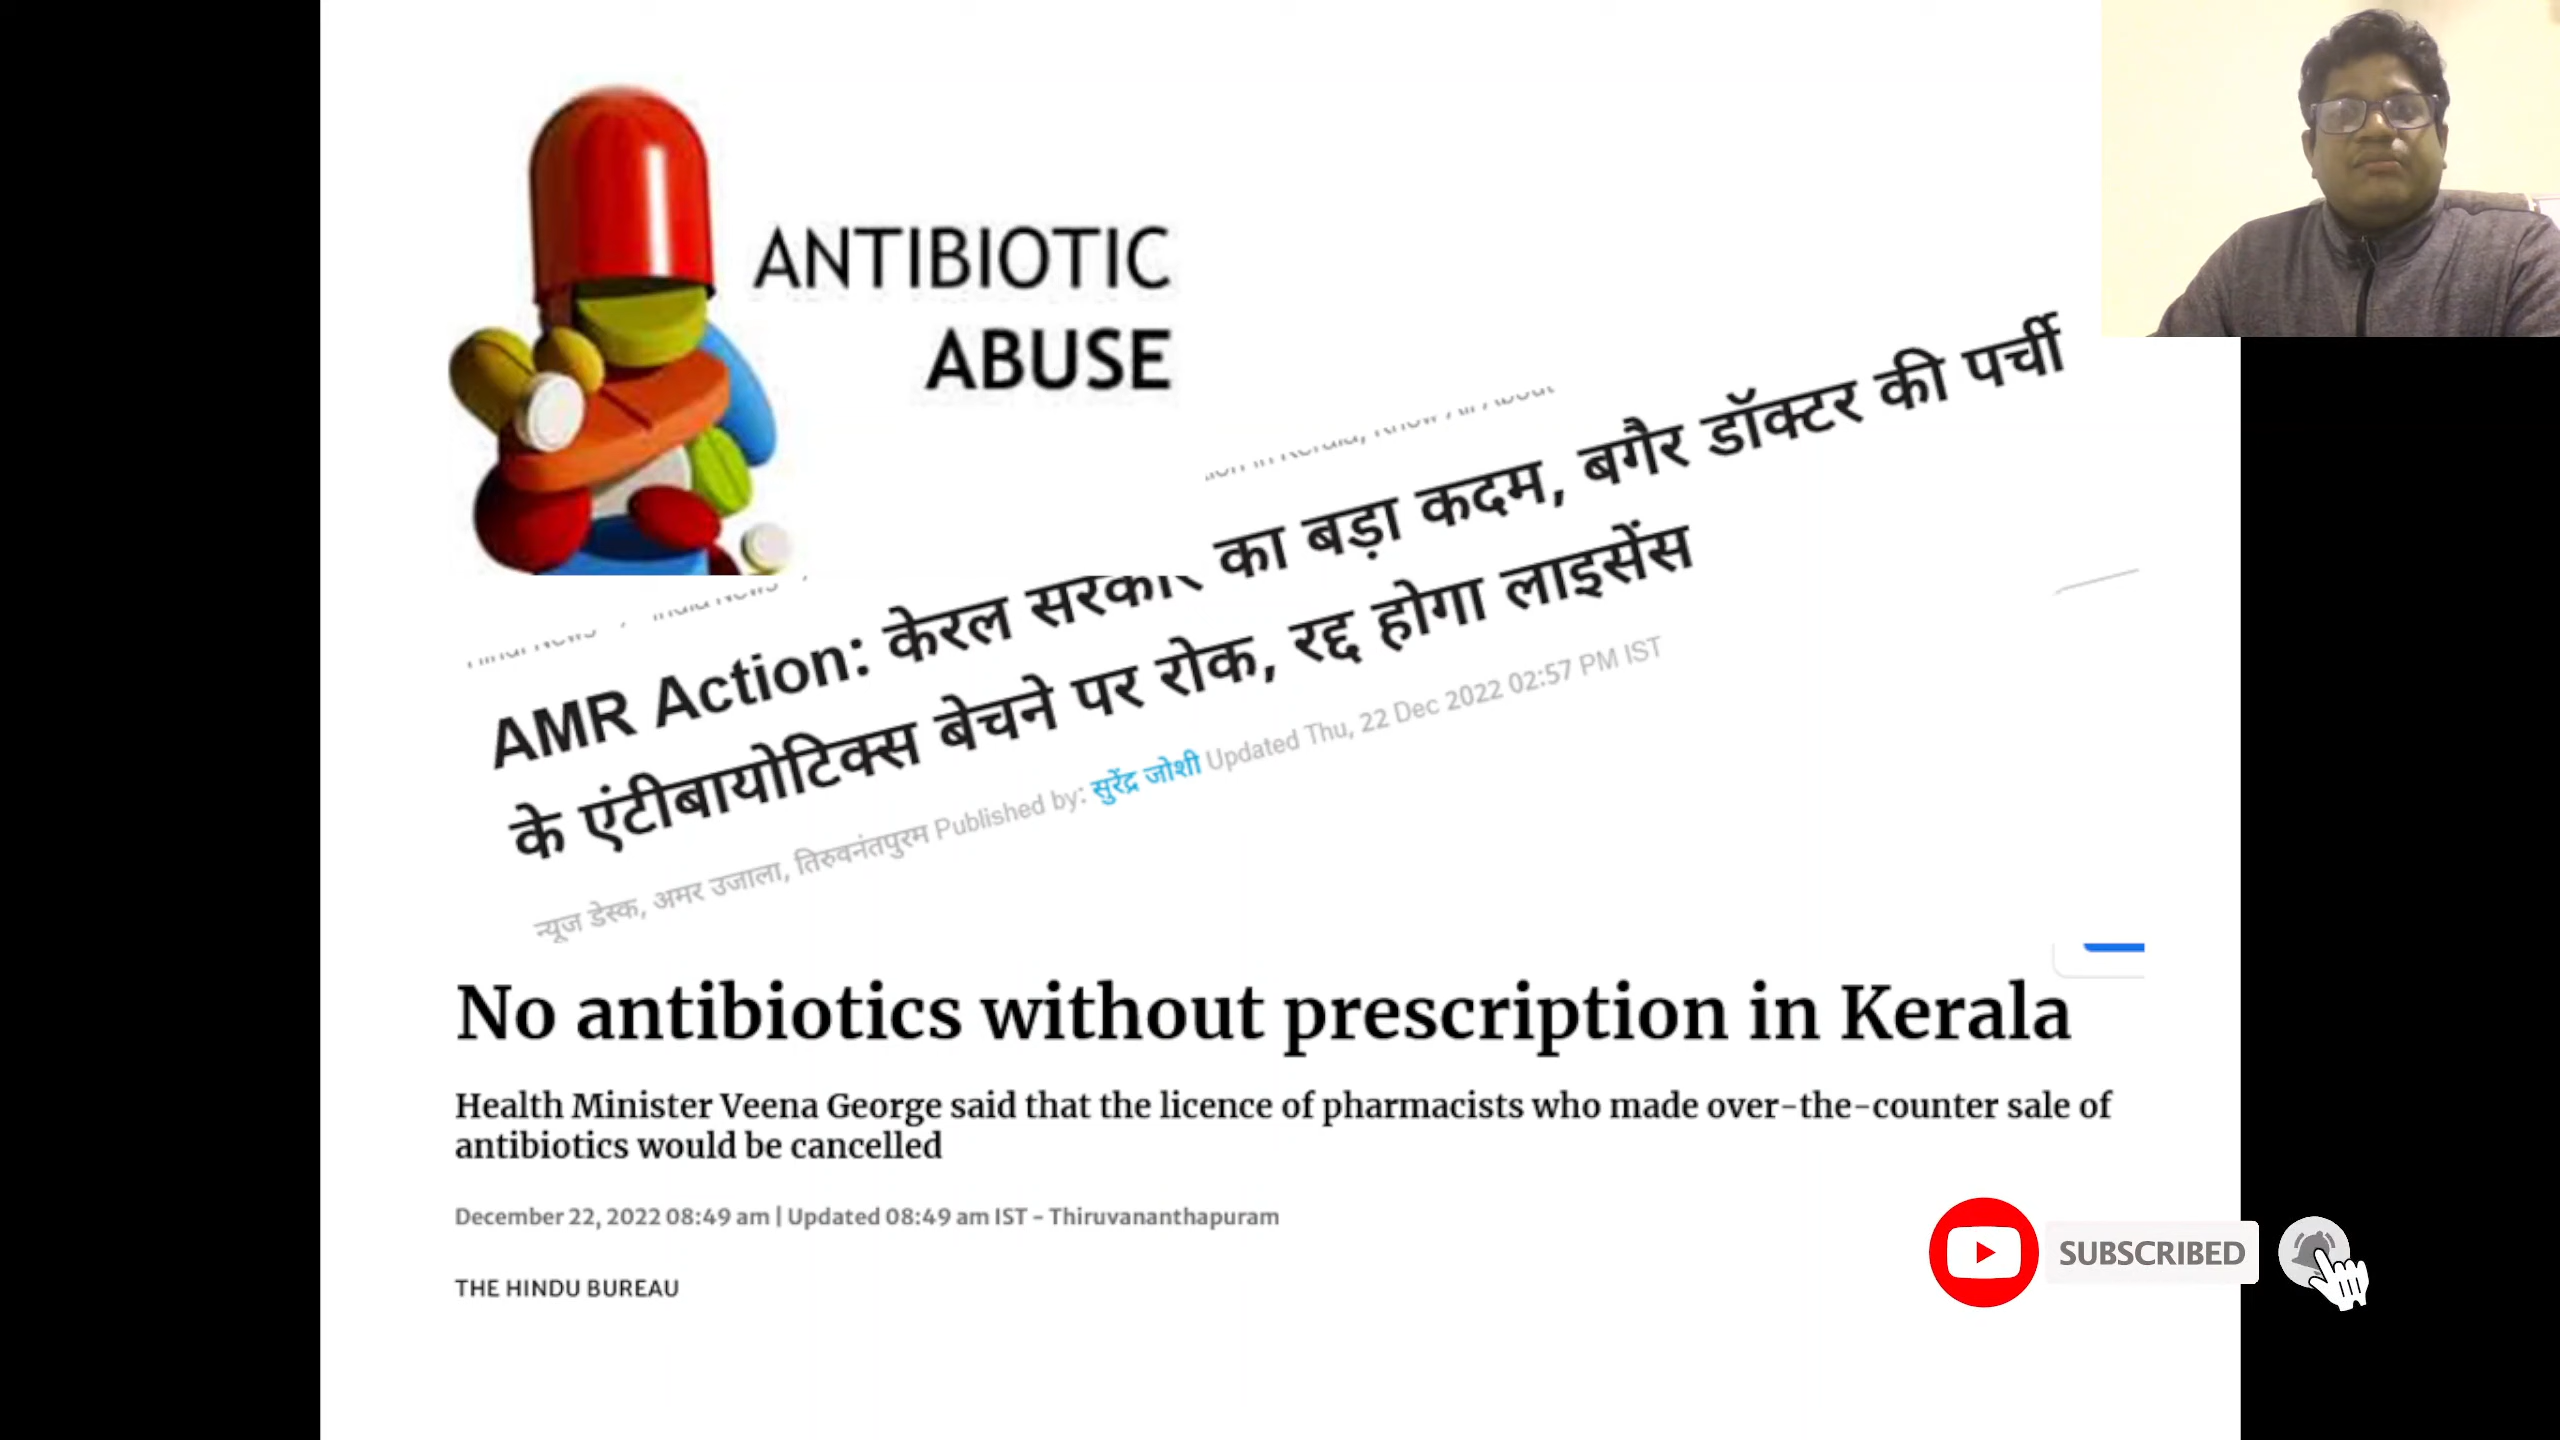 ANTIBIOTIC
ABUSE
AMR Action: केरल सरकार का बड़ा कदम, बगैर डॉक्टर की पर्ची
के एंटीबायोटिक्स बेचने पर रोक, रद्द होगा लाइसेंस
न्यूज डेस्क, अमर उजाला, तिरुवनंतपुरम Published by: सुरेंद्र जोशी Updated Thu, 22 Dec 2022 02:57 PM IST
No antibiotics without prescription in Kerala
Health Minister Veena George said that the licence of pharmacists who made over-the-counter sale of
antibiotics would be cancelled
December 22, 2022 08:49 am | Updated 08:49 am IST - Thiruvananthapuram
THE HINDU BUREAU
SUBSCRIBED